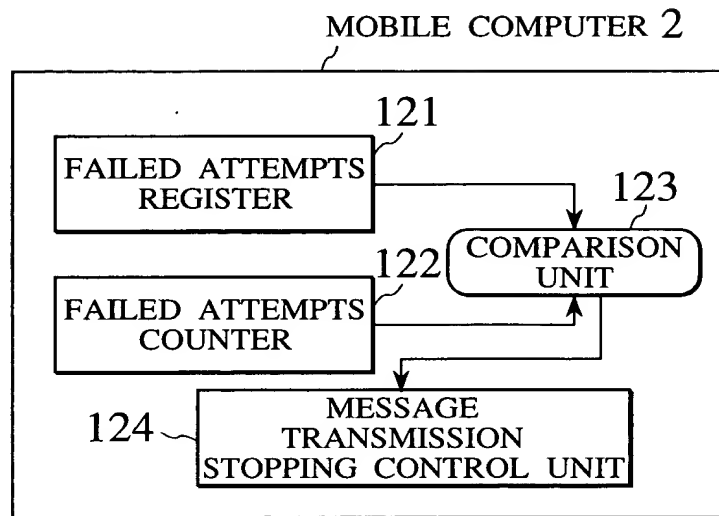 MOBILE COMPUTER 2
121
FAILED ATTEMPTS
REGISTER
123
COMPARISON
UNIT
122
FAILED ATTEMPTS
COUNTER
124
MESSAGE
TRANSMISSION
STOPPING CONTROL UNIT